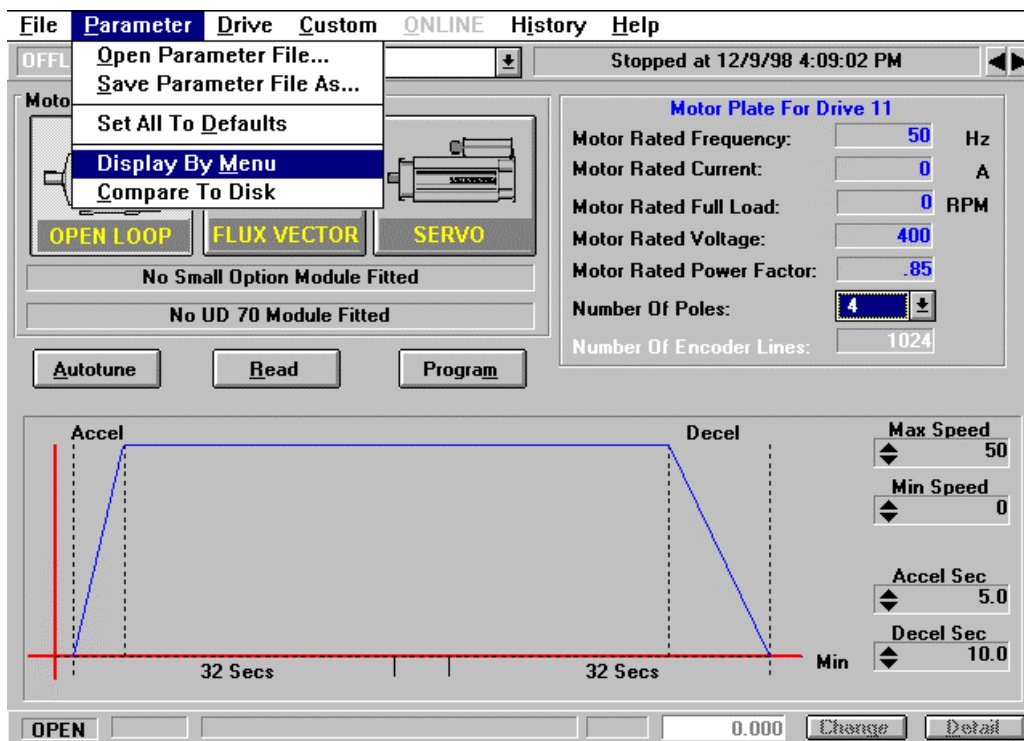 File Parameter Drive Custom ONLINE History Help
OFFL
Stopped at 12/9/98 4:09:02 PM
Open Parameter File...
Save Parameter File As...
Set All To Defaults
Display By Menu
Compare To Disk
Moto
OPEN LOOP
FLUX VECTOR
SERVO
No Small Option Module Fitted
No UD 70 Module Fitted
Autotune
Read
Program
Motor Plate For Drive 11
Motor Rated Frequency: 50 Hz
Motor Rated Current: 0 A
Motor Rated Full Load: 0 RPM
Motor Rated Voltage: 400
Motor Rated Power Factor: .85
Number Of Poles: 4
Number Of Encoder Lines: 1024
Accel
Decel
32 Secs
32 Secs
Min
Max Speed
50
Min Speed
0
Accel Sec
5.0
Decel Sec
10.0
OPEN
0.000
Change
Detail